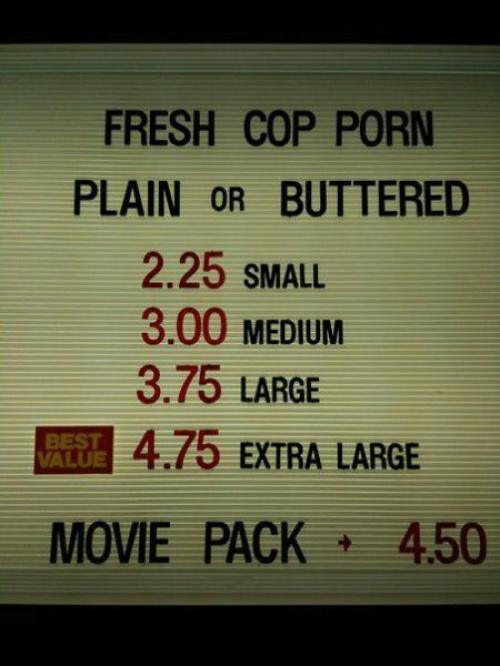 FRESH COP PORN
PLAIN OR BUTTERED
2.25 SMALL
3.00 MEDIUM
3.75 LARGE
BEST VALUE 4.75 EXTRA LARGE
MOVIE PACK → 4.50